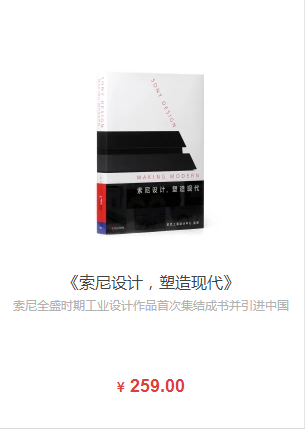 SONY DESIGN
MAKING MODERN
索尼设计，塑造现代
《索尼设计，塑造现代》
索尼全盛时期工业设计作品首次集结成书并引进中国
¥ 259.00